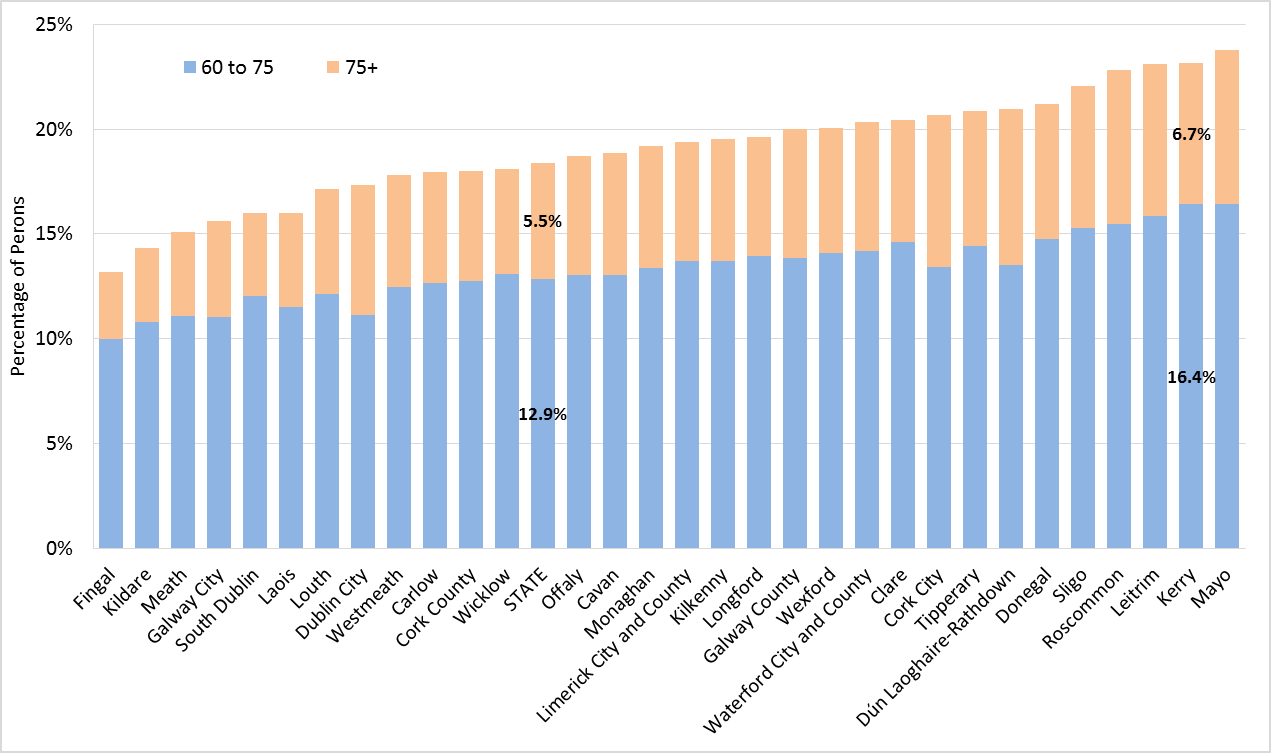 25%
20%
15%
10%
5%
0%
Percentage of Perons
60 to 75
75+
5.5%
12.9%
6.7%
16.4%
Fingal
Kildare
Meath
Galway City
South Dublin
Laois
Louth
Dublin City
Westmeath
Carlow
Cork County
Wicklow
STATE
Offaly
Cavan
Monaghan
Limerick City and County
Kilkenny
Longford
Galway County
Wexford
Waterford City and County
Clare
Cork City
Tipperary
Dún Laoghaire-Rathdown
Donegal
Sligo
Roscommon
Leitrim
Kerry
Mayo